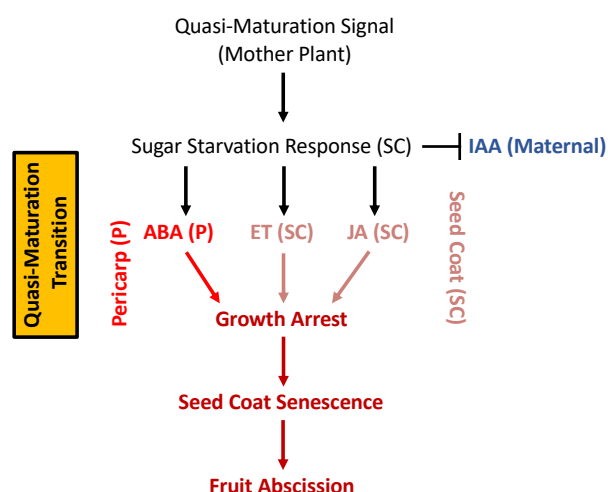 Quasi-Maturation Signal
(Mother Plant)
Sugar Starvation Response (SC)
IAA (Maternal)
Quasi-Maturation
Transition
Pericarp (P)
ABA (P)
ET (SC)
JA (SC)
Seed Coat (SC)
Growth Arrest
Seed Coat Senescence
Fruit Abscission